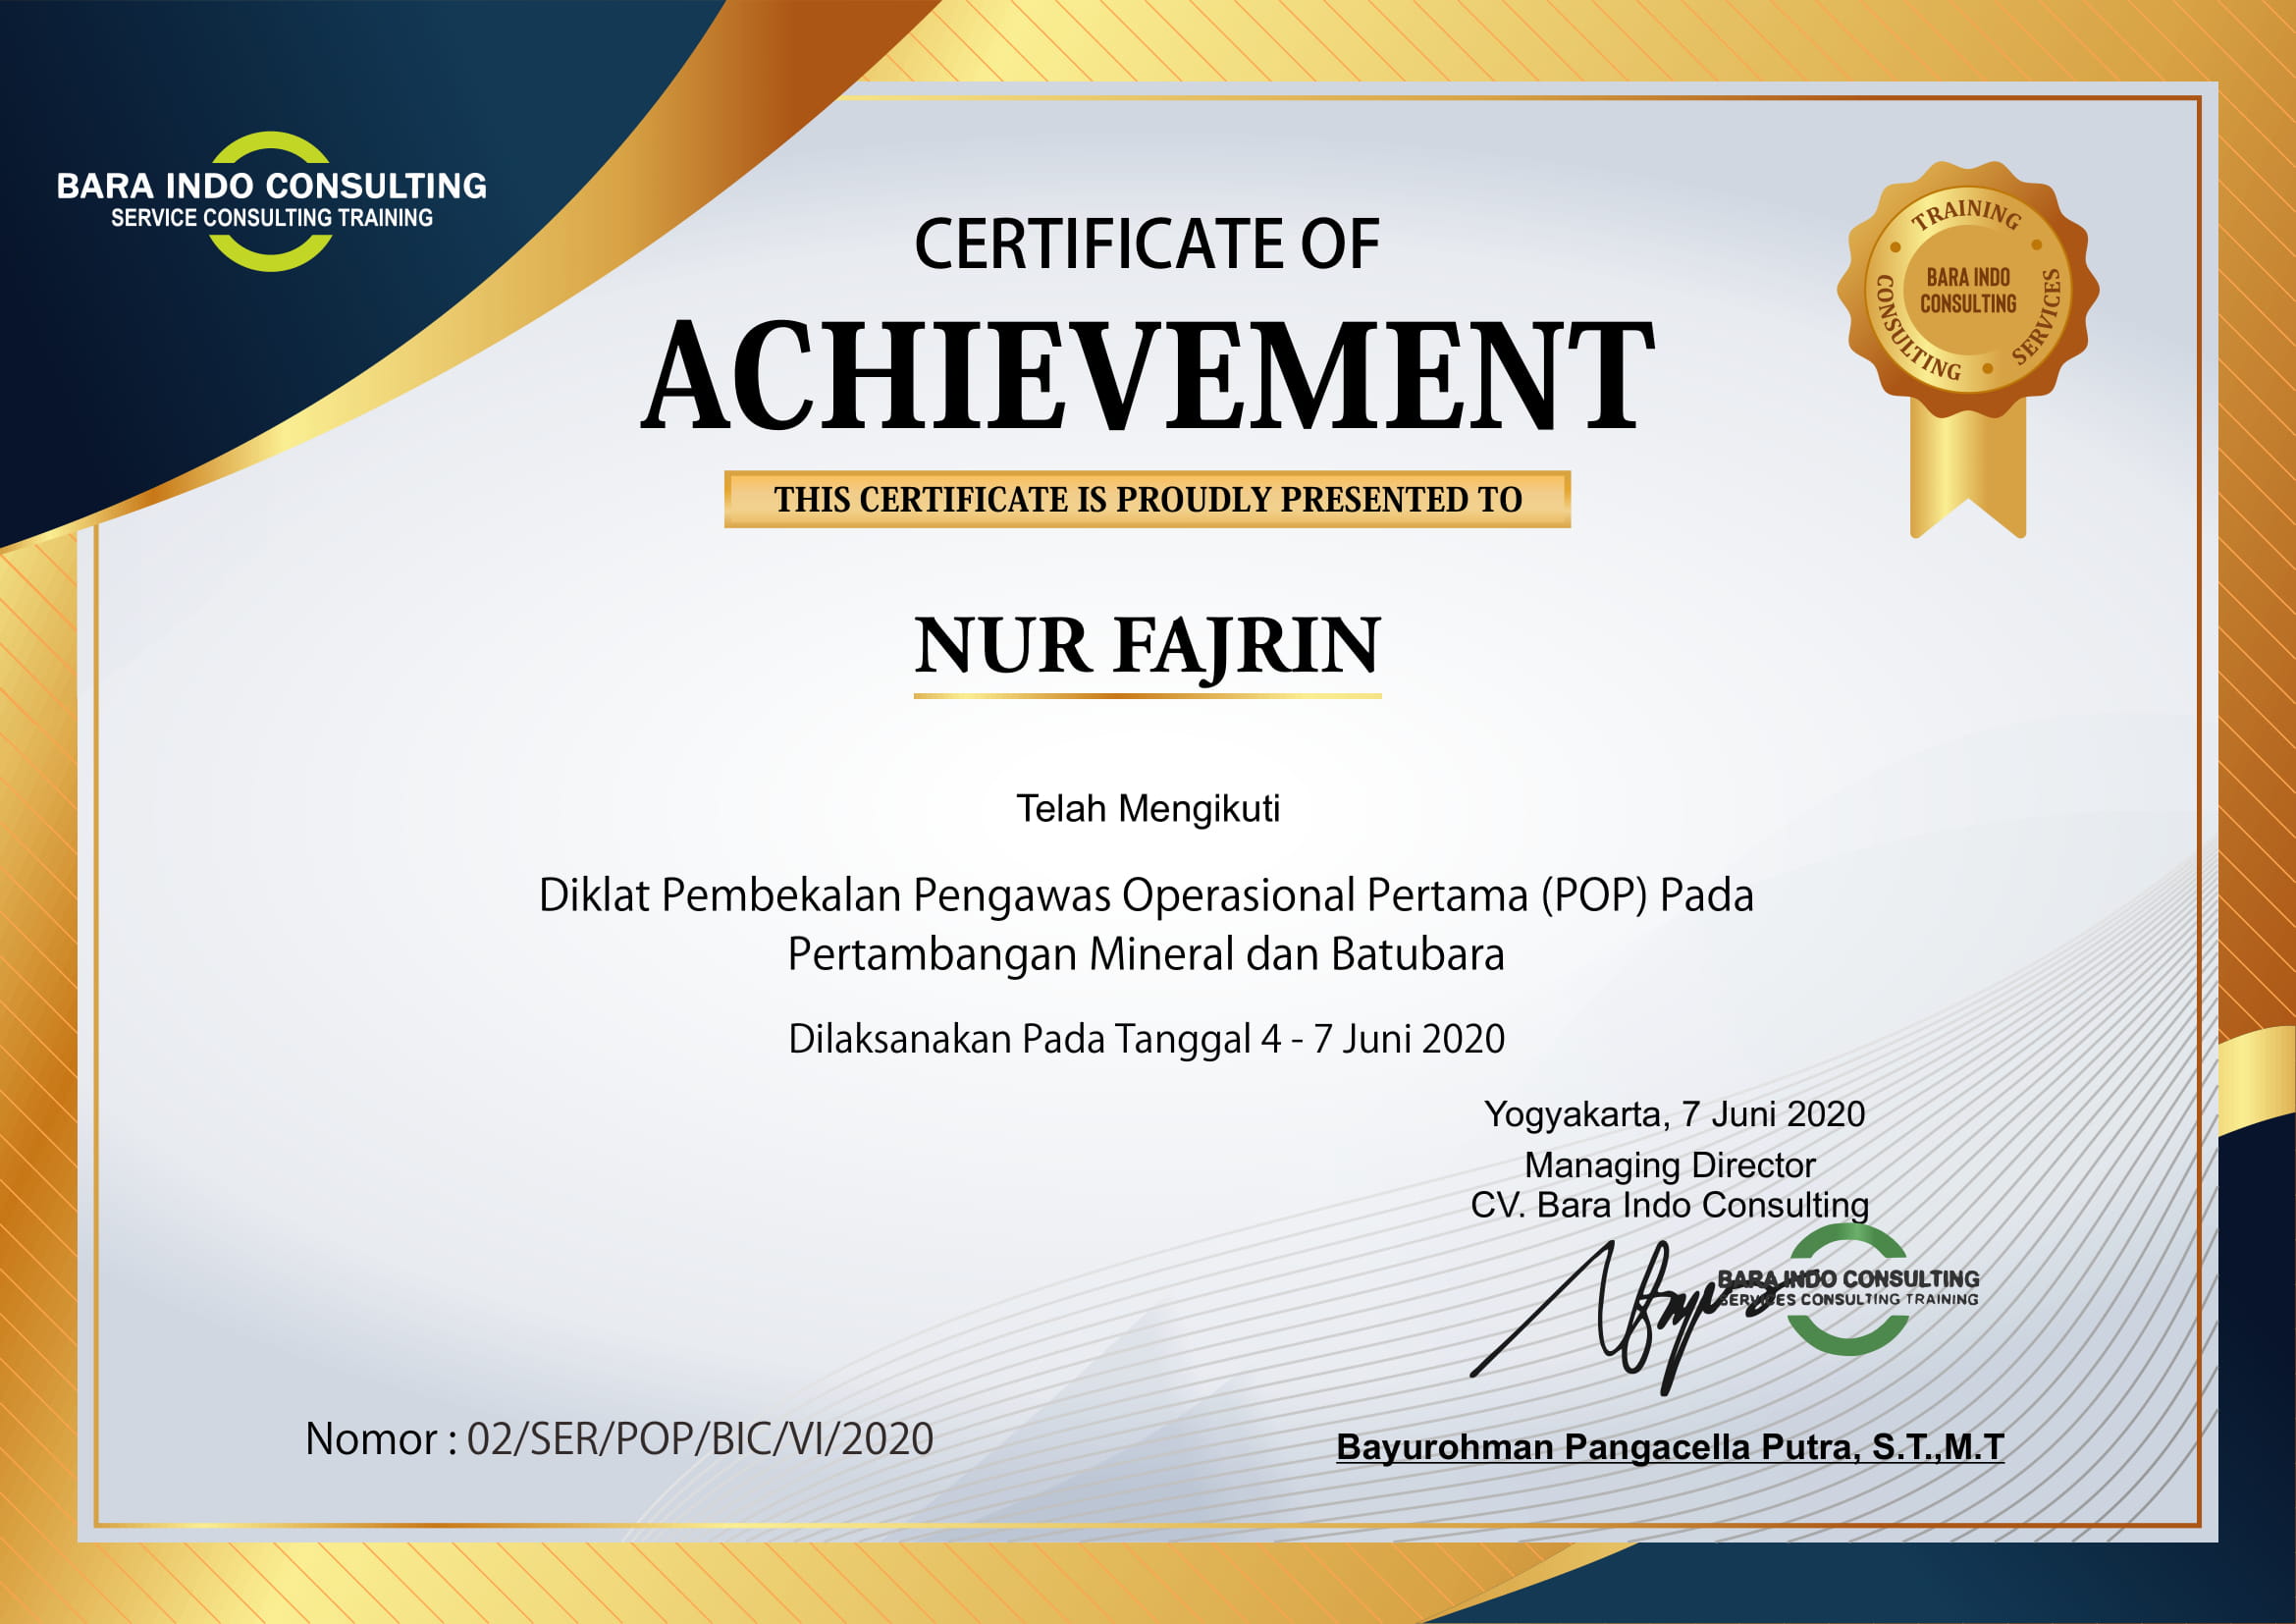 BARA INDO CONSULTING
SERVICE CONSULTING TRAINING
CERTIFICATE OF
ACHIEVEMENT
THIS CERTIFICATE IS PROUDLY PRESENTED TO
TRAINING
CONSULTING
SERVICES
BARA INDO
CONSULTING
NUR FAJRIN
Telah Mengikuti
Diklat Pembekalan Pengawas Operasional Pertama (POP) Pada
Pertambangan Mineral dan Batubara
Dilaksanakan Pada Tanggal 4 - 7 Juni 2020
Yogyakarta, 7 Juni 2020
Managing Director
CV. Bara Indo Consulting
BARA INDO CONSULTING
SERVICES CONSULTING TRAINING
Nomor : 02/SER/POP/BIC/VI/2020
Bayurohman Pangacella Putra, S.T.,M.T